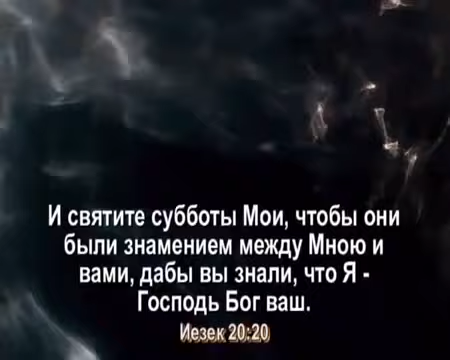 И святите субботы Мои, чтобы они
были знамением между Мною и
вами, дабы вы знали, что Я -
Господь Бог ваш.
Иезек 20:20